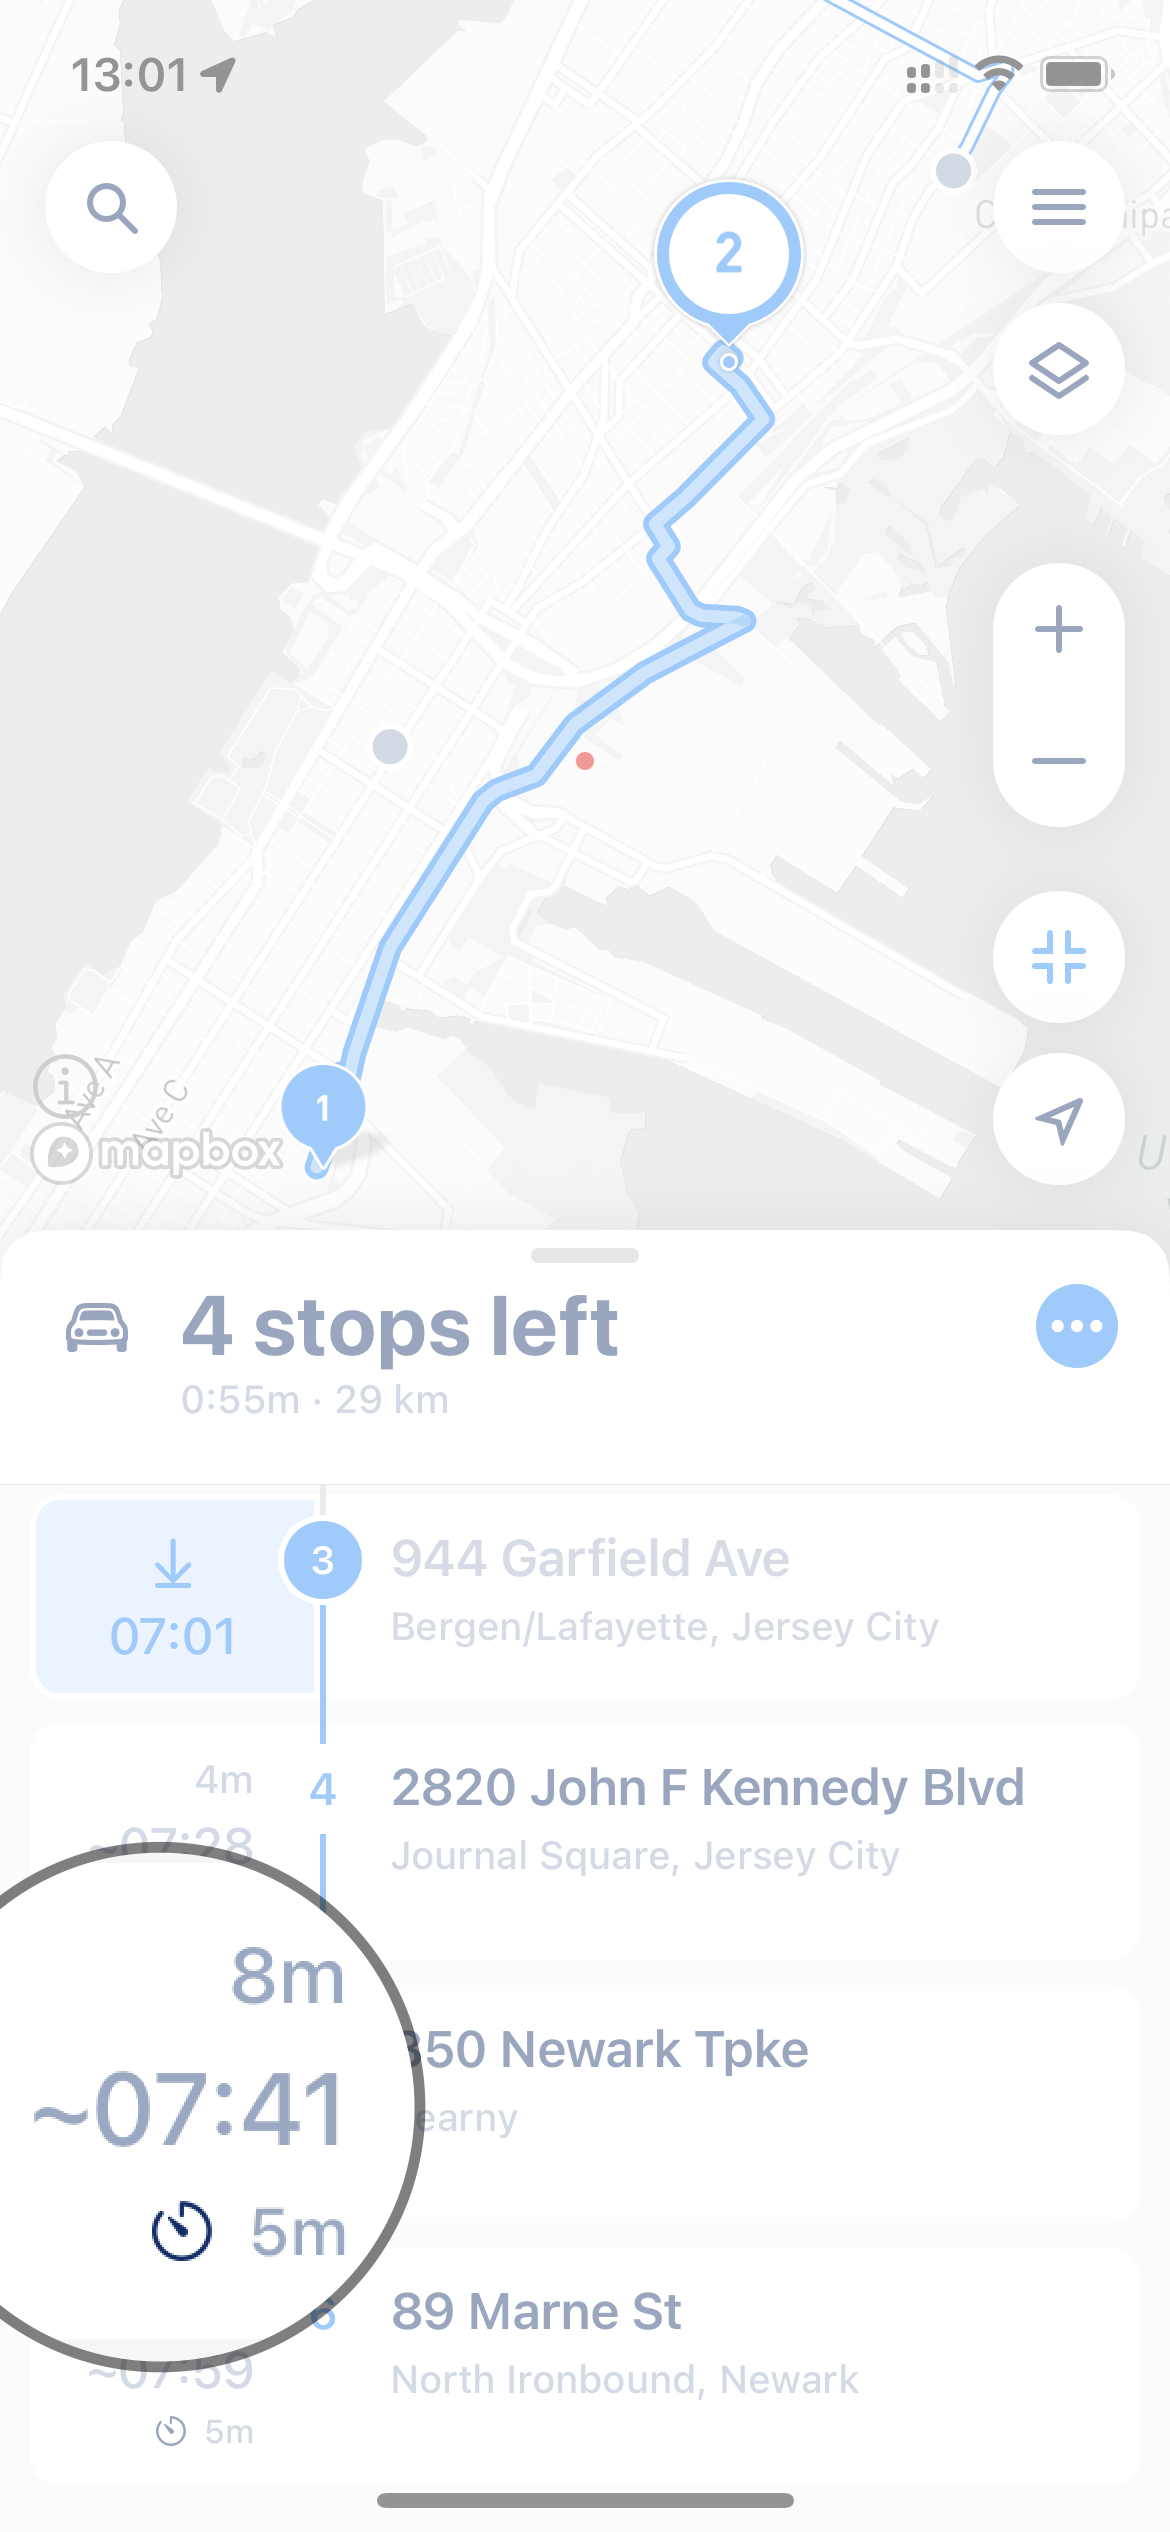 13:01
2
Ave A
Ave C
mapbox
1
4 stops left
0:55m · 29 km
3
944 Garfield Ave
07:01
Bergen/Lafayette, Jersey City
4m
4
2820 John F Kennedy Blvd
~07:28
Journal Square, Jersey City
8m
350 Newark Tpke
~07:41
earny
5m
6
89 Marne St
~07:59
North Ironbound, Newark
5m